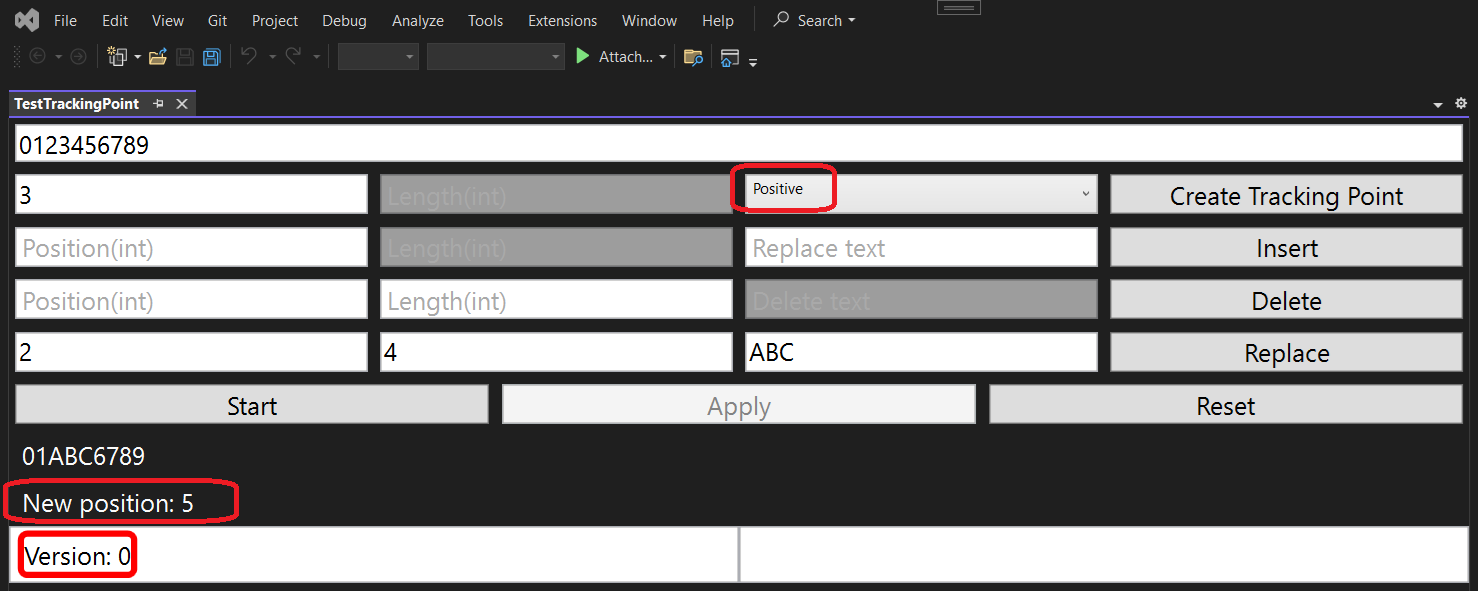 File Edit View Git Project Debug Analyze Tools Extensions Window Help Search
Attach...
TestTrackingPoint
0123456789
3 Length(int) Positive Create Tracking Point
Position(int) Length(int) Replace text Insert
Position(int) Length(int) Delete text Delete
2 4 ABC Replace
Start Apply Reset
01ABC6789
New position: 5
Version: 0